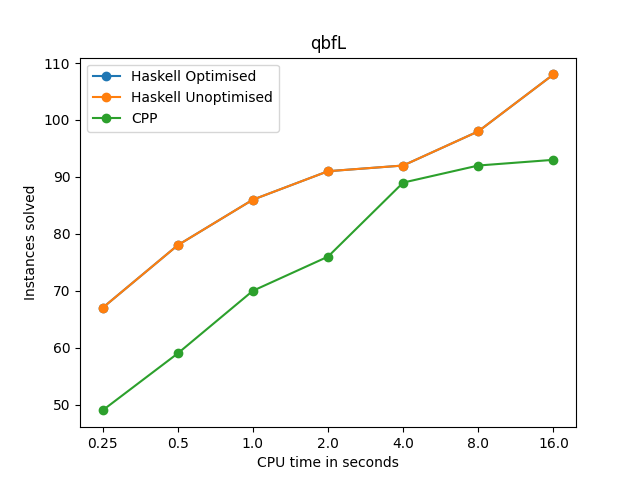 qbfL
Haskell Optimised
Haskell Unoptimised
CPP
Instances solved
110
100
90
80
70
60
50
0.25 0.5 1.0 2.0 4.0 8.0 16.0
CPU time in seconds